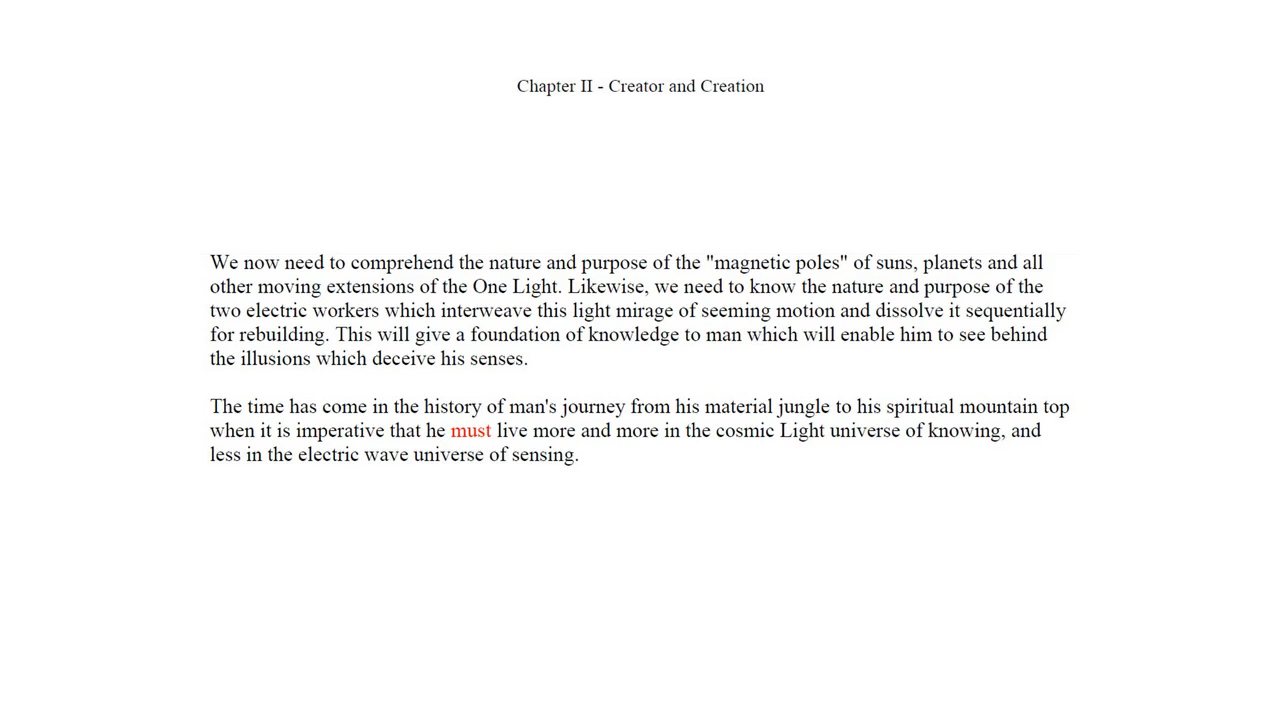 Chapter II - Creator and Creation
We now need to comprehend the nature and purpose of the "magnetic poles" of suns, planets and all
other moving extensions of the One Light. Likewise, we need to know the nature and purpose of the
two electric workers which interweave this light mirage of seeming motion and dissolve it sequentially
for rebuilding. This will give a foundation of knowledge to man which will enable him to see behind
the illusions which deceive his senses.
The time has come in the history of man's journey from his material jungle to his spiritual mountain top
when it is imperative that he must live more and more in the cosmic Light universe of knowing, and
less in the electric wave universe of sensing.